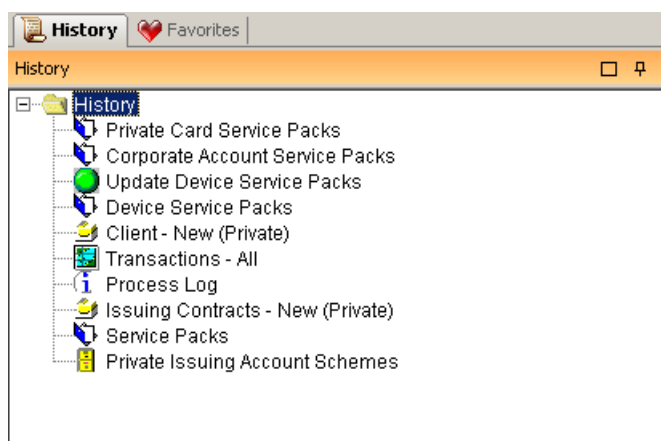 History Favorites
History
History
Private Card Service Packs
Corporate Account Service Packs
Update Device Service Packs
Device Service Packs
Client - New (Private)
Transactions - All
Process Log
Issuing Contracts - New (Private)
Service Packs
Private Issuing Account Schemes